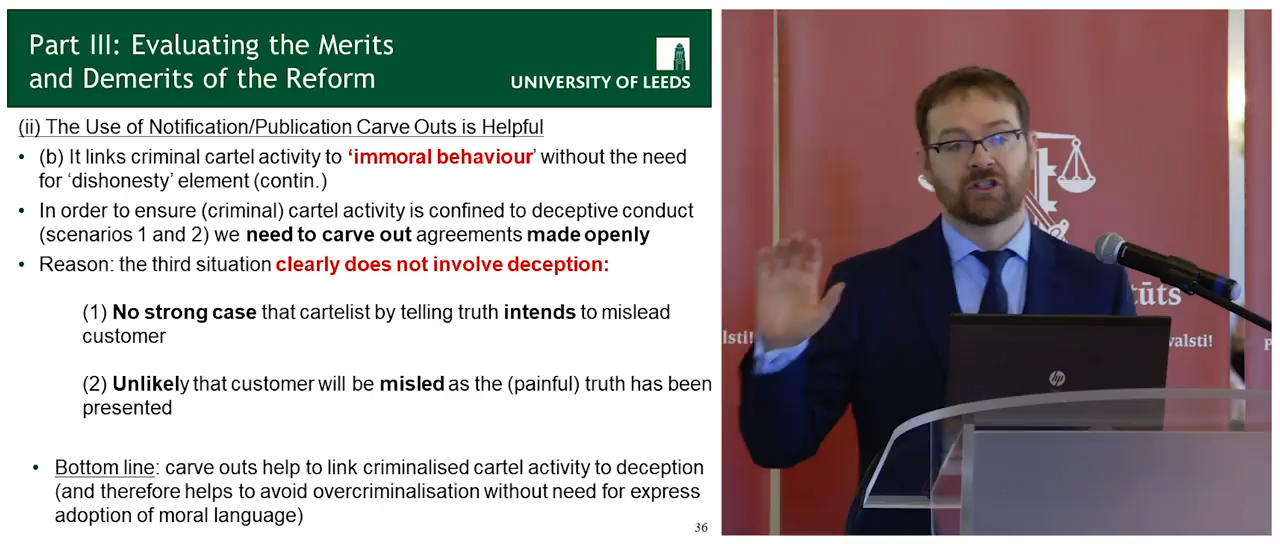 Part III: Evaluating the Merits
and Demerits of the Reform
UNIVERSITY OF LEEDS
(ii) The Use of Notification/Publication Carve Outs is Helpful
• (b) It links criminal cartel activity to ‘immoral behaviour’ without the need
for ‘dishonesty’ element (contin.)
• In order to ensure (criminal) cartel activity is confined to deceptive conduct
(scenarios 1 and 2) we need to carve out agreements made openly
• Reason: the third situation clearly does not involve deception:
(1) No strong case that cartelist by telling truth intends to mislead
customer
(2) Unlikely that customer will be misled as the (painful) truth has been
presented
• Bottom line: carve outs help to link criminalised cartel activity to deception
(and therefore helps to avoid overcriminalisation without need for express
adoption of moral language)
36
tūts
lsti!
valsti!
p
hp